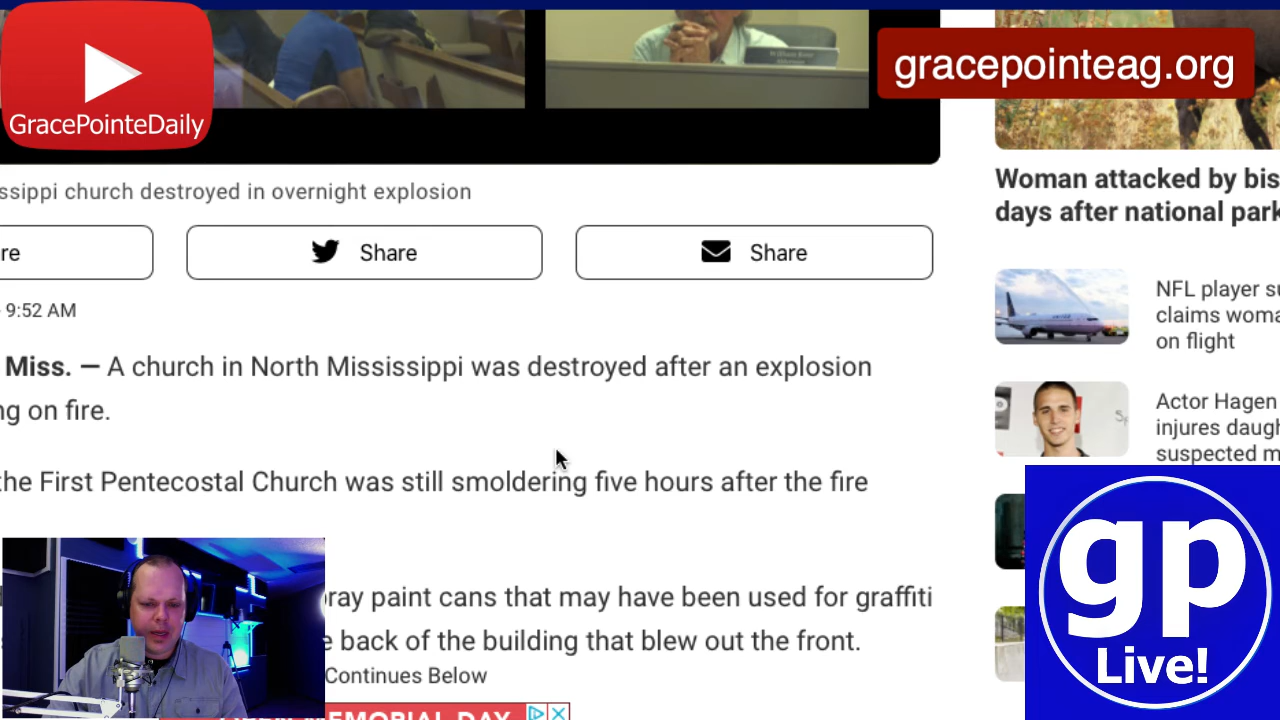 GracePointeDaily
gracepointeag.org
ssippi church destroyed in overnight explosion
re
Share
Share
9:52 AM
Miss. — A church in North Mississippi was destroyed after an explosion
ng on fire.
the First Pentecostal Church was still smoldering five hours after the fire
ray paint cans that may have been used for graffiti
e back of the building that blew out the front.
Continues Below
MEMORIAL DAY
Woman attacked by bis
days after national park
NFL player su
claims woma
on flight
Actor Hagen
injures daugh
suspected m
gp
Live!